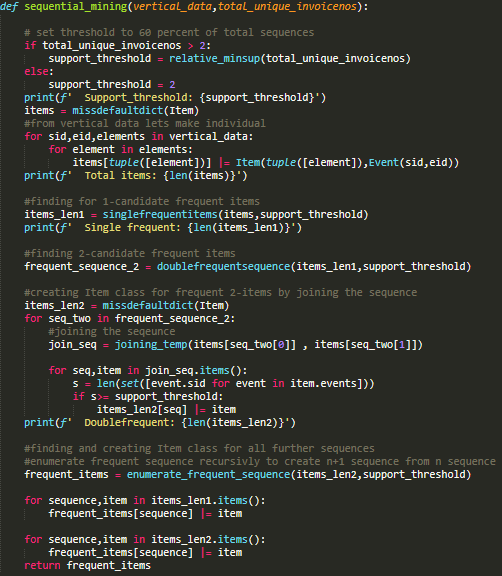 def sequential_mining(vertical_data,total_unique_invoicenos):
# set threshold to 60 percent of total sequences
if total_unique_invoicenos > 2:
support_threshold = relative_minsup(total_unique_invoicenos)
else:
support_threshold = 2
print(f'  Support_threshold: {support_threshold}')
items = missdefaultdict(Item)
#from vertical data lets make individual
for sid,eid,elements in vertical_data:
for element in elements:
items[tuple([element])] |= Item(tuple([element]),Event(sid,eid))
print(f'  Total items: {len(items)}')
#finding for 1-candidate frequent items
items_len1 = singlefrequentitems(items,support_threshold)
print(f'  Single frequent: {len(items_len1)}')
#finding 2-candidate frequent items
frequent_sequence_2 = doublefrequentsequence(items_len1,support_threshold)
#creating Item class for frequent 2-items by joining the sequence
items_len2 = missdefaultdict(Item)
for seq_two in frequent_sequence_2:
#joining the seqeunce
join_seq = joining_temp(items[seq_two[0]] , items[seq_two[1]])
for seq,item in join_seq.items():
s = len(set([event.sid for event in item.events]))
if s>= support_threshold:
items_len2[seq] |= item
print(f'  Doublefrequent: {len(items_len2)}')
#finding and creating Item class for all further sequences
#enumerate frequent sequence recursivly to create n+1 sequence from n sequence
frequent_items = enumerate_frequent_sequence(items_len2,support_threshold)
for sequence,item in items_len1.items():
frequent_items[sequence] |= item
for sequence,item in items_len2.items():
frequent_items[sequence] |= item
return frequent_items